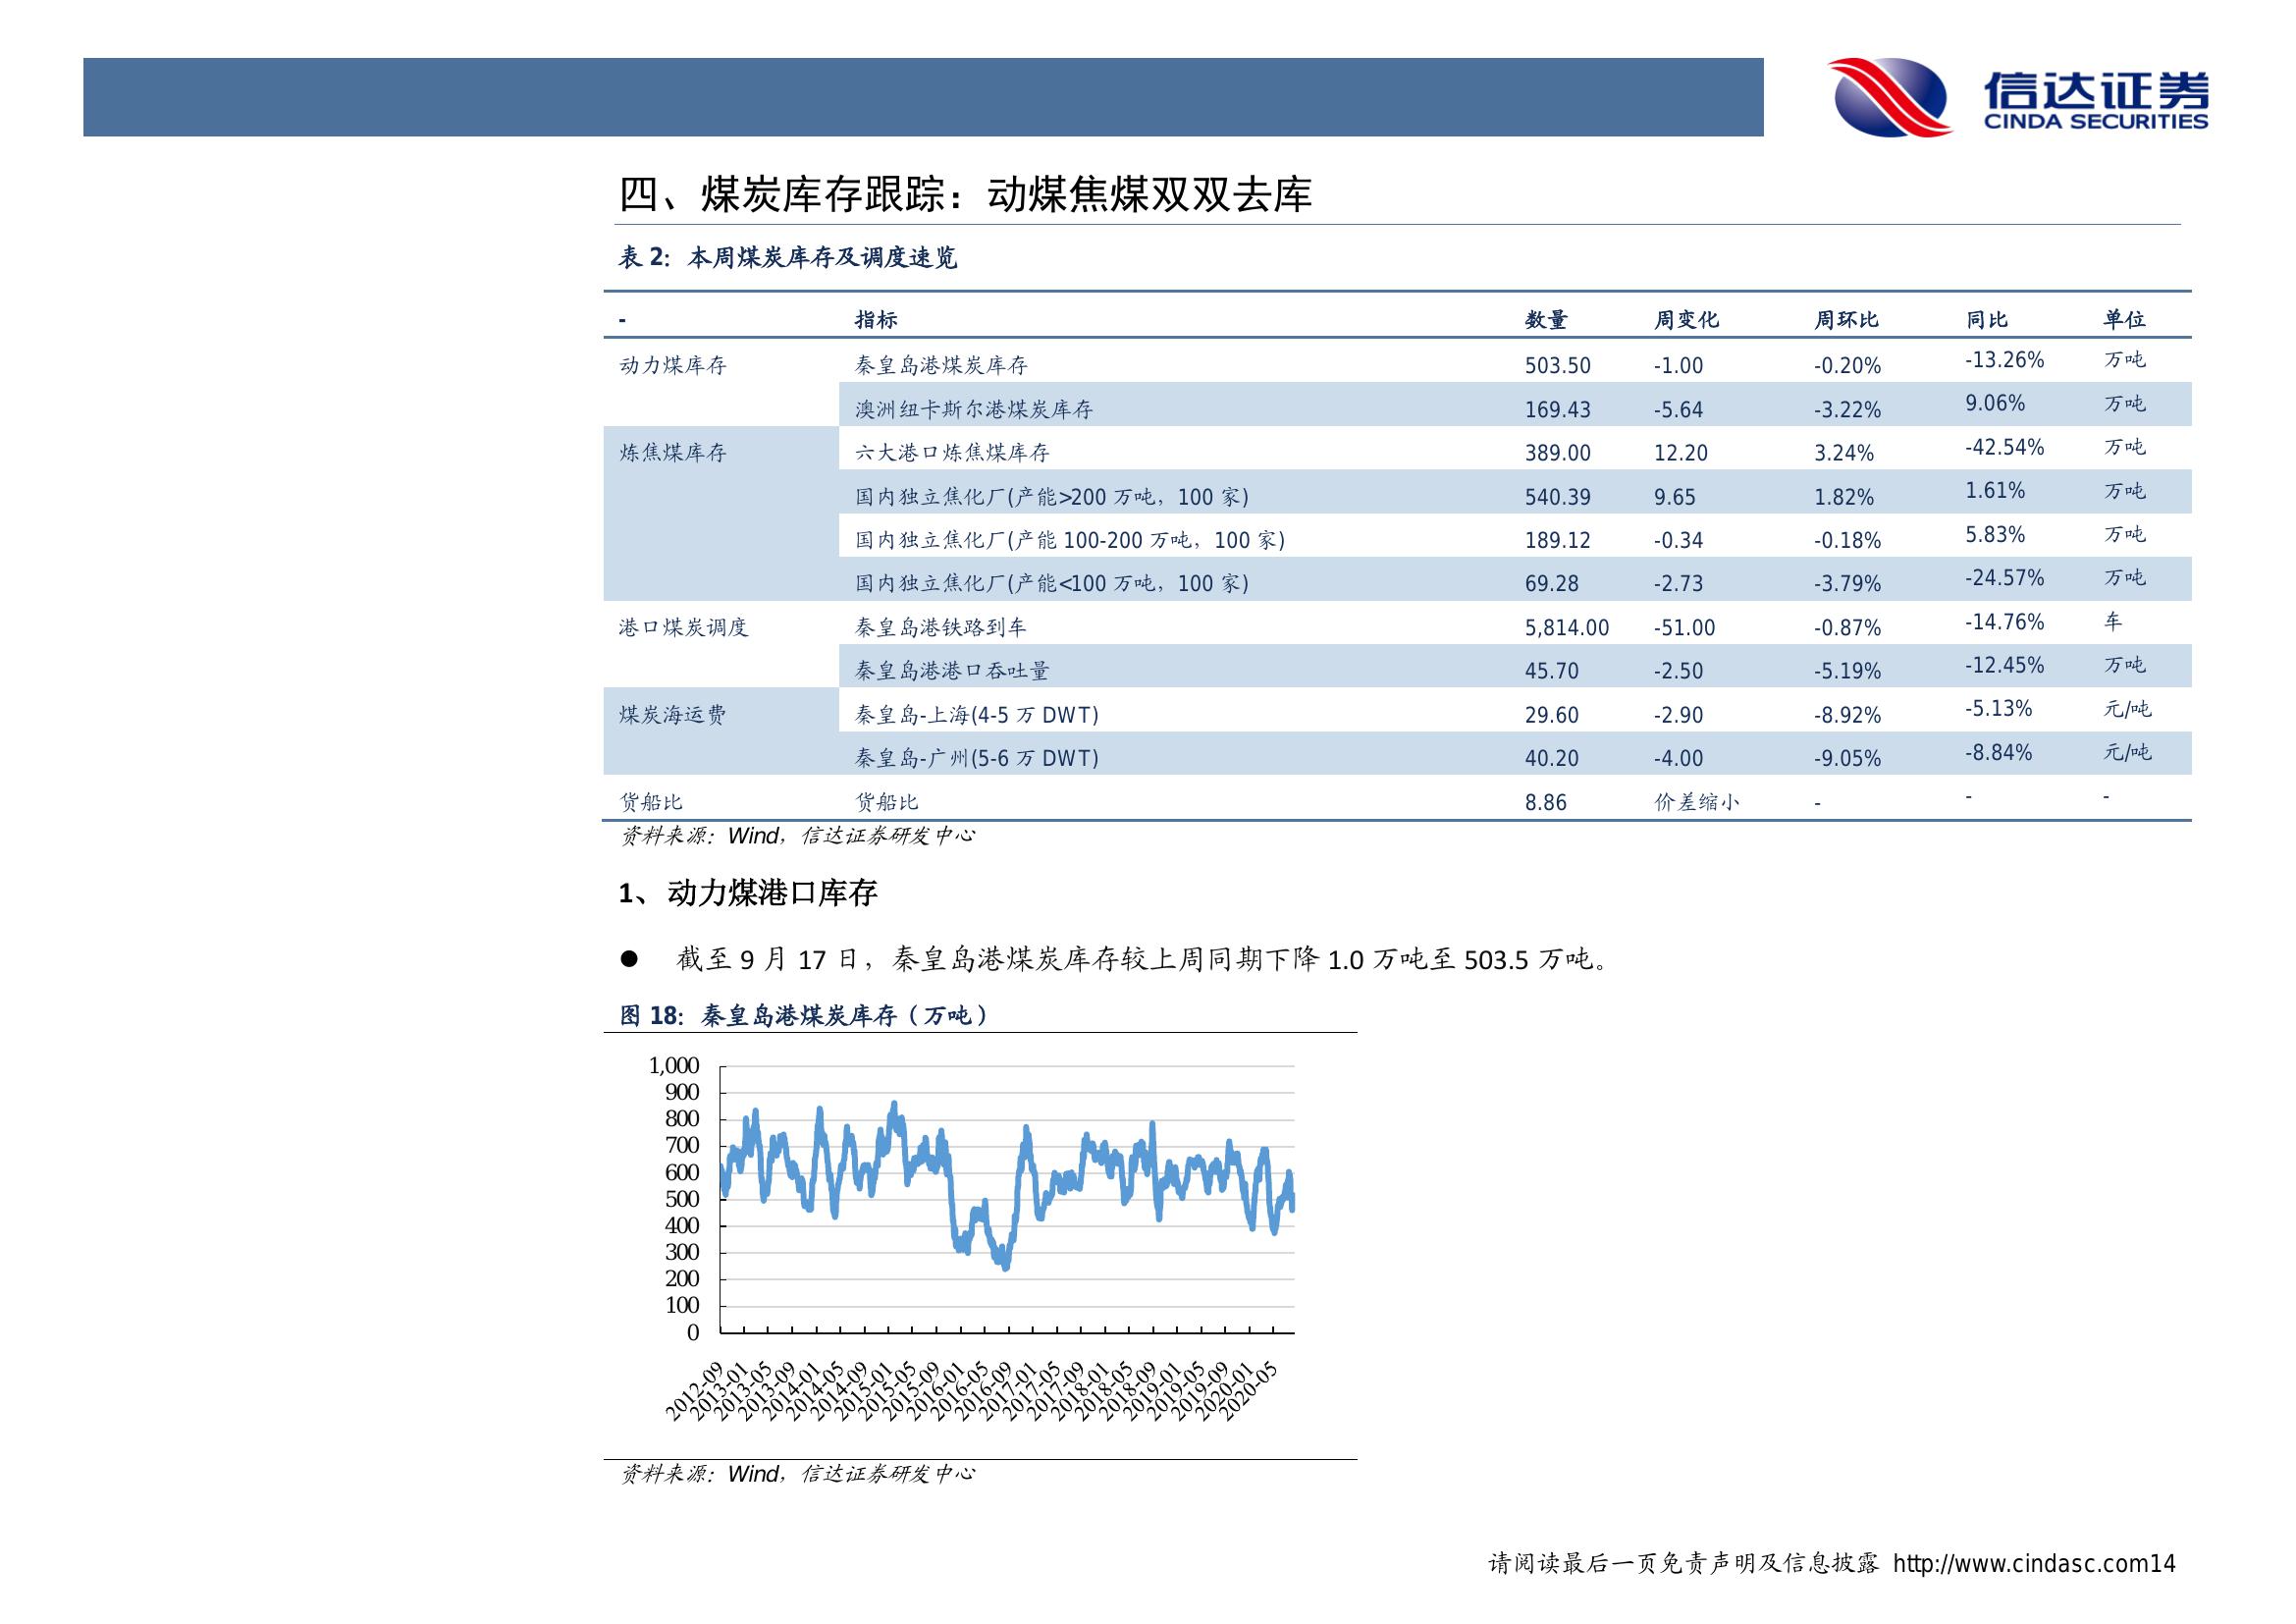 信达证券
CINDA SECURITIES
四、煤炭库存跟踪：动煤焦煤双双去库
表 2：本周煤炭库存及调度速览
- 指标 数量 周变化 周环比 同比 单位
动力煤库存 秦皇岛港煤炭库存 503.50 -1.00 -0.20% -13.26% 万吨
澳洲纽卡斯尔港煤炭库存 169.43 -5.64 -3.22% 9.06% 万吨
炼焦煤库存 六大港口炼焦煤库存 389.00 12.20 3.24% -42.54% 万吨
国内独立焦化厂(产能>200 万吨，100 家) 540.39 9.65 1.82% 1.61% 万吨
国内独立焦化厂(产能 100-200 万吨，100 家) 189.12 -0.34 -0.18% 5.83% 万吨
国内独立焦化厂(产能<100 万吨，100 家) 69.28 -2.73 -3.79% -24.57% 万吨
港口煤炭调度 秦皇岛港铁路到车 5,814.00 -51.00 -0.87% -14.76% 车
秦皇岛港港口吞吐量 45.70 -2.50 -5.19% -12.45% 万吨
煤炭海运费 秦皇岛-上海(4-5 万 DWT) 29.60 -2.90 -8.92% -5.13% 元/吨
秦皇岛-广州(5-6 万 DWT) 40.20 -4.00 -9.05% -8.84% 元/吨
货船比 货船比 8.86 价差缩小 - - -
资料来源：Wind，信达证券研发中心
1、动力煤港口库存
● 截至 9 月 17 日，秦皇岛港煤炭库存较上周同期下降 1.0 万吨至 503.5 万吨。
图 18：秦皇岛港煤炭库存（万吨）
1,000
900
800
700
600
500
400
300
200
100
0
2012-09
2013-01
2013-05
2013-09
2014-01
2014-05
2014-09
2015-01
2015-05
2015-09
2016-01
2016-05
2016-09
2017-01
2017-05
2017-09
2018-01
2018-05
2018-09
2019-01
2019-05
2019-09
2020-01
2020-05
资料来源：Wind，信达证券研发中心
请阅读最后一页免责声明及信息披露 http://www.cindasc.com14